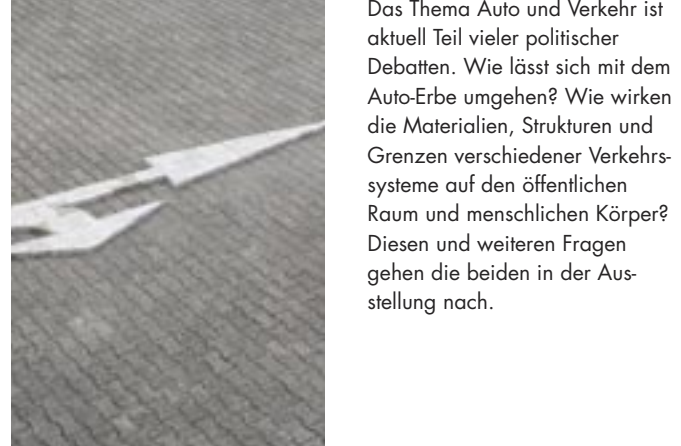 Das Thema Auto und Verkehr ist
aktuell Teil vieler politischer
Debatten. Wie lässt sich mit dem
Auto-Erbe umgehen? Wie wirken
die Materialien, Strukturen und
Grenzen verschiedener Verkehrs-
systeme auf den öffentlichen
Raum und menschlichen Körper?
Diesen und weiteren Fragen
gehen die beiden in der Aus-
stellung nach.